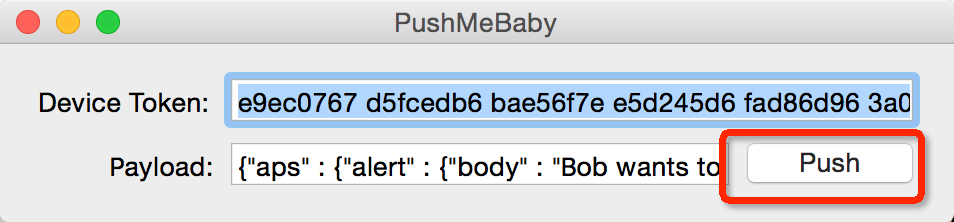 PushMeBaby
Device Token: e9ec0767 d5fcedb6 bae56f7e e5d245d6 fad86d96 3a0
Payload: {"aps" : {"alert" : {"body" : "Bob wants to Push